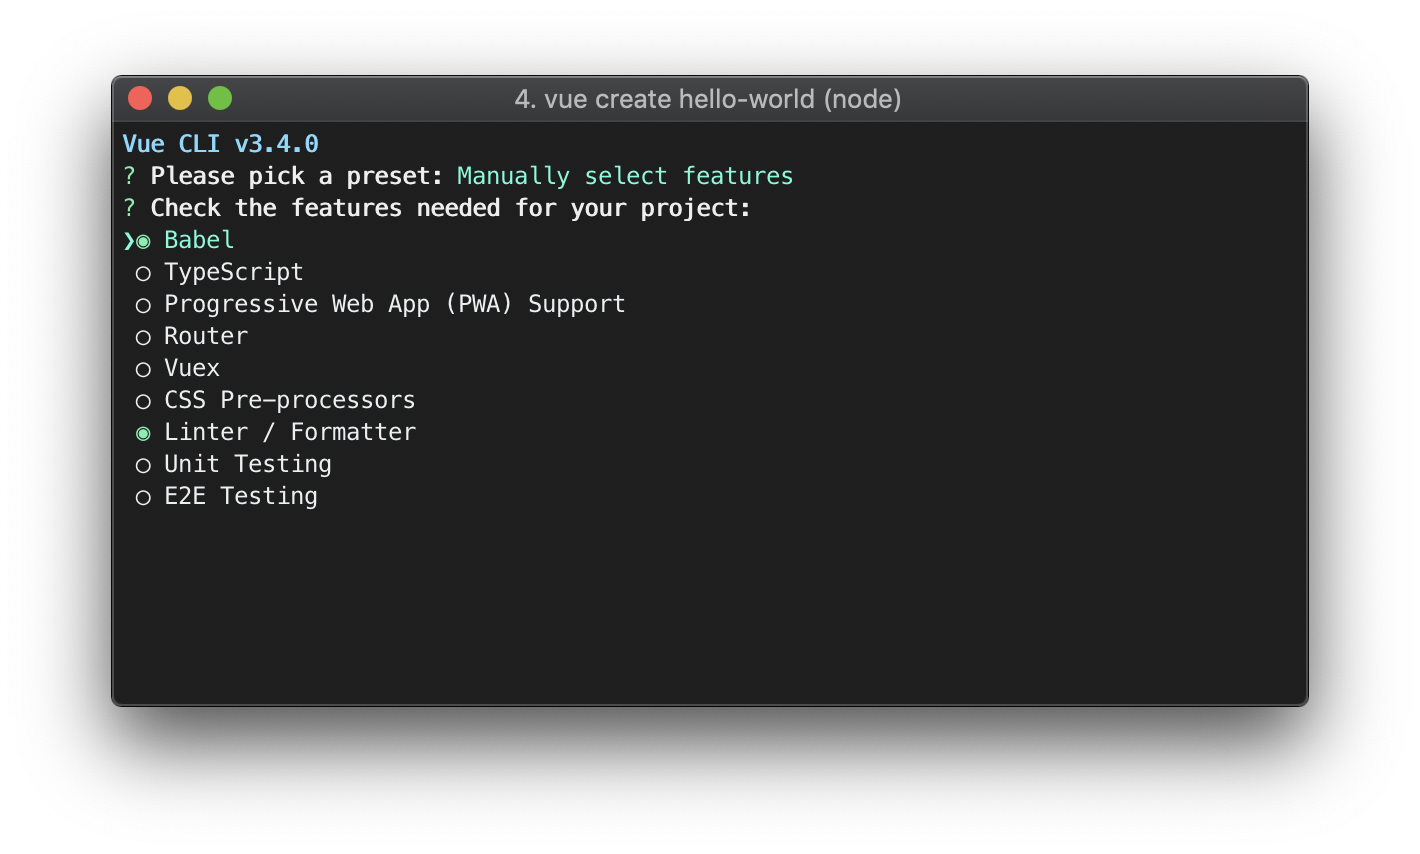 4. vue create hello-world (node)
Vue CLI v3.4.0
? Please pick a preset: Manually select features
? Check the features needed for your project:
❯◉ Babel
◯ TypeScript
◯ Progressive Web App (PWA) Support
◯ Router
◯ Vuex
◯ CSS Pre-processors
◉ Linter / Formatter
◯ Unit Testing
◯ E2E Testing